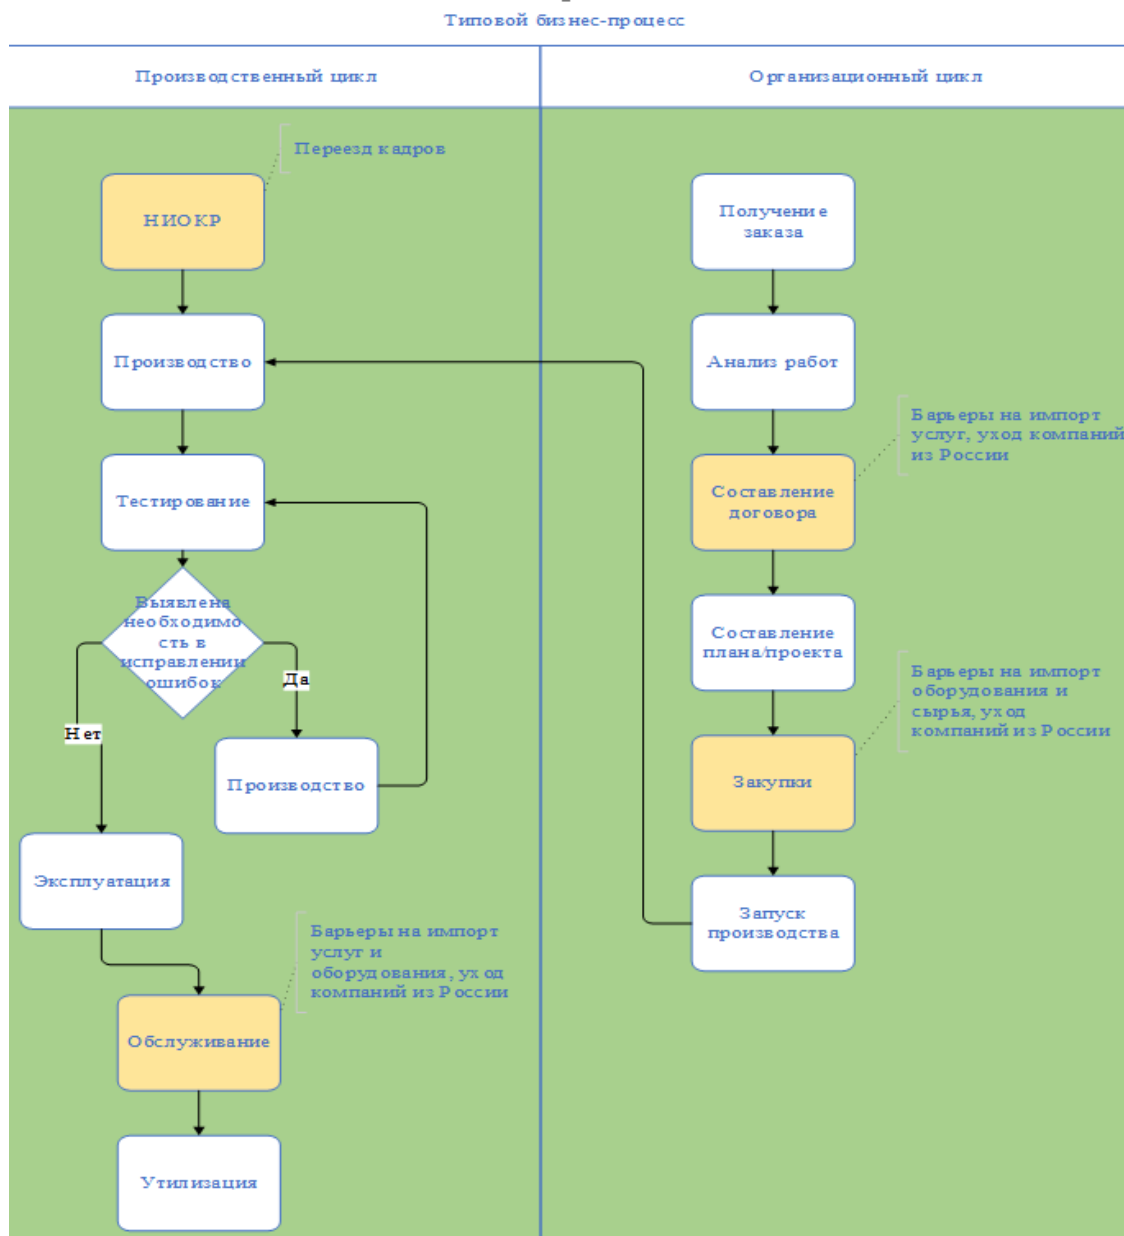 Типовой бизнес-процесс
Производственный цикл
Организационный цикл
Переезд кадров
НИОКР
Производство
Тестирование
Выявлена
необходимо
сть в
исправлении
ошибок
Да
Нет
Производство
Эксплуатация
Барьеры на импорт
услуг и
оборудования, уход
компаний из России
Обслуживание
Утилизация
Получение
заказа
Анализ работ
Барьеры на импорт
услуг, уход компаний
из России
Составление
договора
Составление
плана/проекта
Барьеры на импорт
оборудования и
сырья, уход
компаний из России
Закупки
Запуск
производства